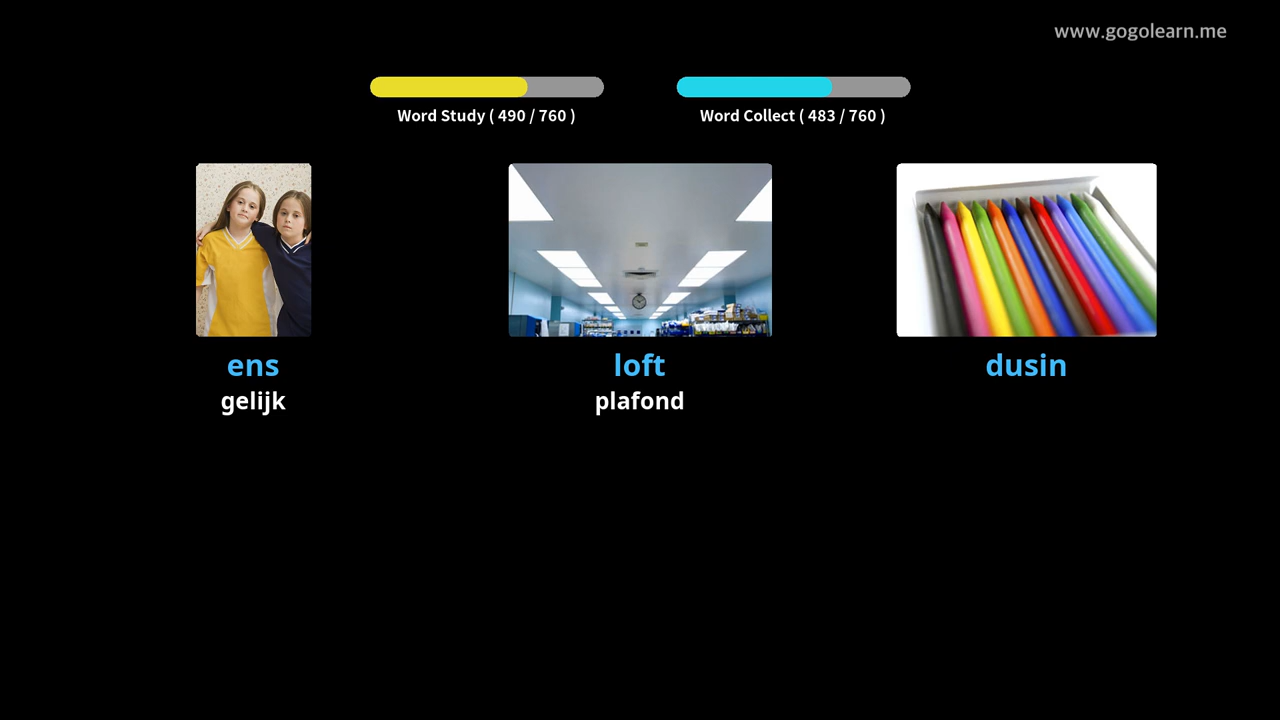 www.gogolearn.me
Word Study ( 490 / 760 )
Word Collect ( 483 / 760 )
ens
gelijk
loft
plafond
dusin